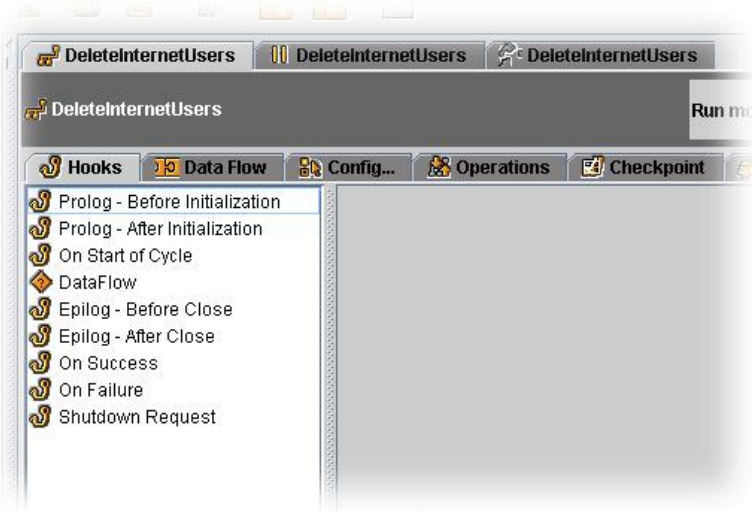 DeleteInternetUsers DeleteInternetUsers DeleteInternetUsers
DeleteInternetUsers Run
Hooks Data Flow Config... Operations Checkpoint
Prolog - Before Initialization
Prolog - After Initialization
On Start of Cycle
DataFlow
Epilog - Before Close
Epilog - After Close
On Success
On Failure
Shutdown Request